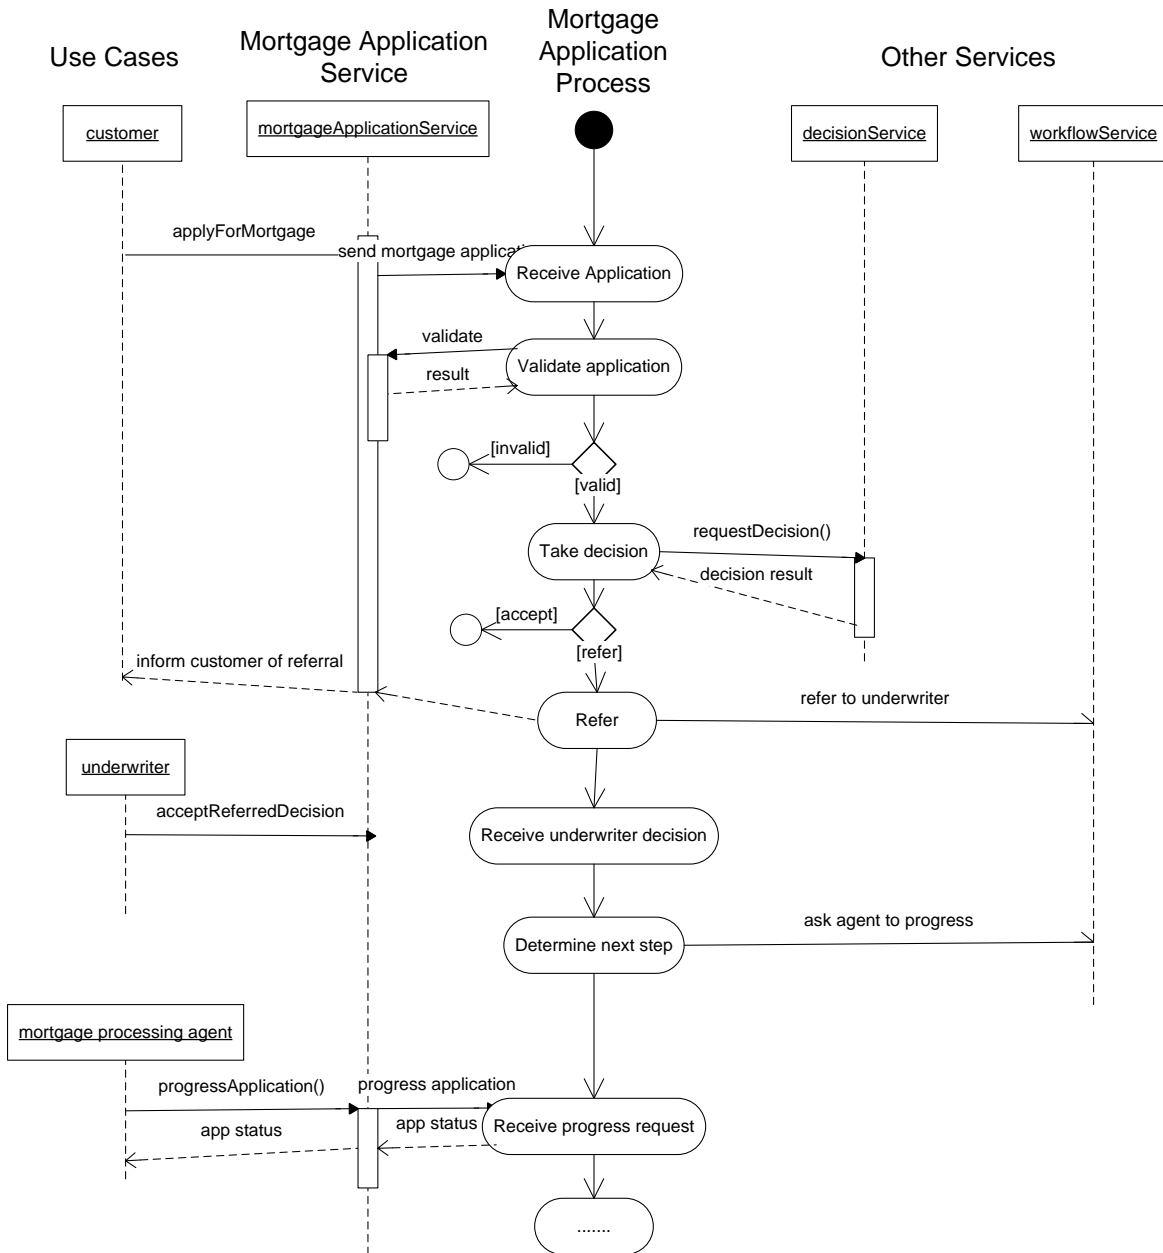 Use Cases
Mortgage Application
Service
Mortgage
Application
Process
Other Services
customer
mortgageApplicationService
decisionService
workflowService
applyForMortgage
send mortgage applicati
Receive Application
validate
Validate application
result
[invalid]
[valid]
Take decision
requestDecision()
decision result
[accept]
[refer]
inform customer of referral
Refer
refer to underwriter
underwriter
acceptReferredDecision
Receive underwriter decision
Determine next step
ask agent to progress
mortgage processing agent
progressApplication()
progress application
app status
app status
Receive progress request
.......